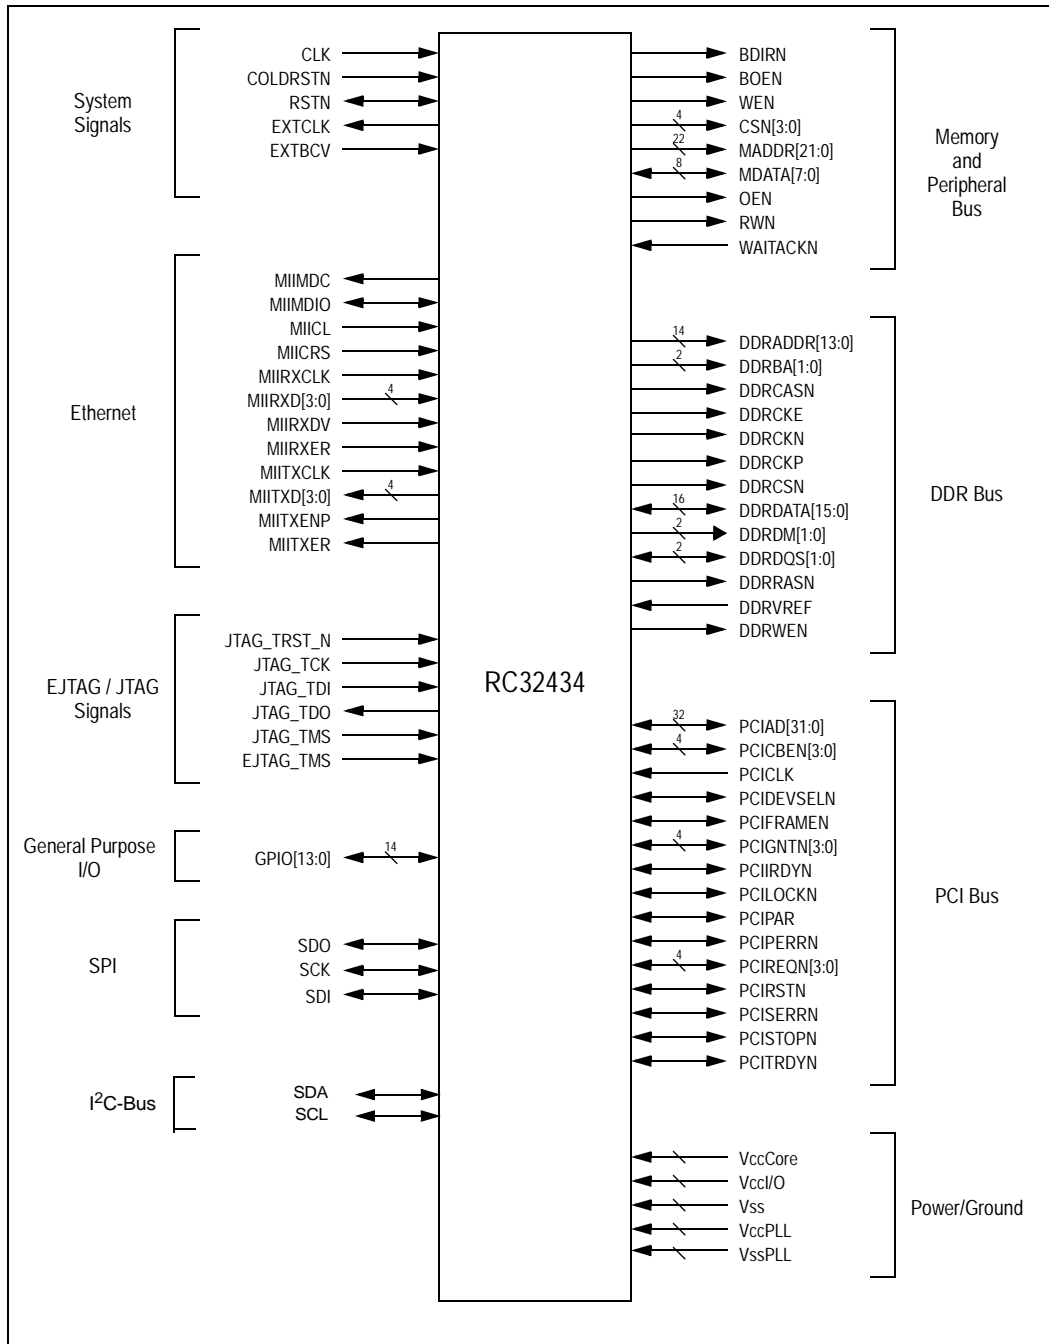 System
Signals
CLK
COLDRSTN
RSTN
EXTCLK
EXTBCV
Ethernet
MIIMDC
MIIMDIO
MIICL
MIICRS
MIIRXCLK
MIIRXD[3:0]
4
MIIRXDV
MIIRXER
MIITXCLK
MIITXD[3:0]
4
MIITXENP
MIITXER
EJTAG / JTAG
Signals
JTAG_TRST_N
JTAG_TCK
JTAG_TDI
JTAG_TDO
JTAG_TMS
EJTAG_TMS
General Purpose
I/O
GPIO[13:0]
14
SPI
SDO
SCK
SDI
I2C-Bus
SDA
SCL
RC32434
BDIRN
BOEN
WEN
4
CSN[3:0]
22
MADDR[21:0]
8
MDATA[7:0]
OEN
RWN
WAITACKN
Memory
and
Peripheral
Bus
14
DDRADDR[13:0]
2
DDRBA[1:0]
DDRCASN
DDRCKE
DDRCKN
DDRCKP
DDRCSN
16
DDRDATA[15:0]
2
DDRDM[1:0]
2
DDRDQS[1:0]
DDRRASN
DDRVREF
DDRWEN
DDR Bus
32
PCIAD[31:0]
4
PCICBEN[3:0]
PCICLK
PCIDEVSELN
PCIFRAMEN
4
PCIGNTN[3:0]
PCIIRDYN
PCILOCKN
PCIPAR
PCIPERRN
4
PCIREQN[3:0]
PCIRSTN
PCISERRN
PCISTOPN
PCITRDYN
PCI Bus
VccCore
VccI/O
Vss
VccPLL
VssPLL
Power/Ground